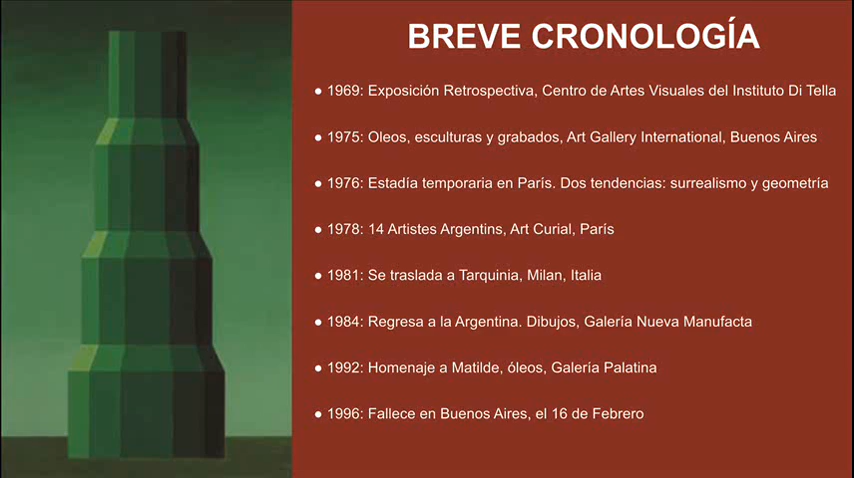 BREVE CRONOLOGÍA
● 1969: Exposición Retrospectiva, Centro de Artes Visuales del Instituto Di Tella
● 1975: Oleos, esculturas y grabados, Art Gallery International, Buenos Aires
● 1976: Estadía temporaria en París. Dos tendencias: surrealismo y geometría
● 1978: 14 Artistes Argentins, Art Curial, París
● 1981: Se traslada a Tarquinia, Milan, Italia
● 1984: Regresa a la Argentina. Dibujos, Galería Nueva Manufacta
● 1992: Homenaje a Matilde, óleos, Galería Palatina
● 1996: Fallece en Buenos Aires, el 16 de Febrero